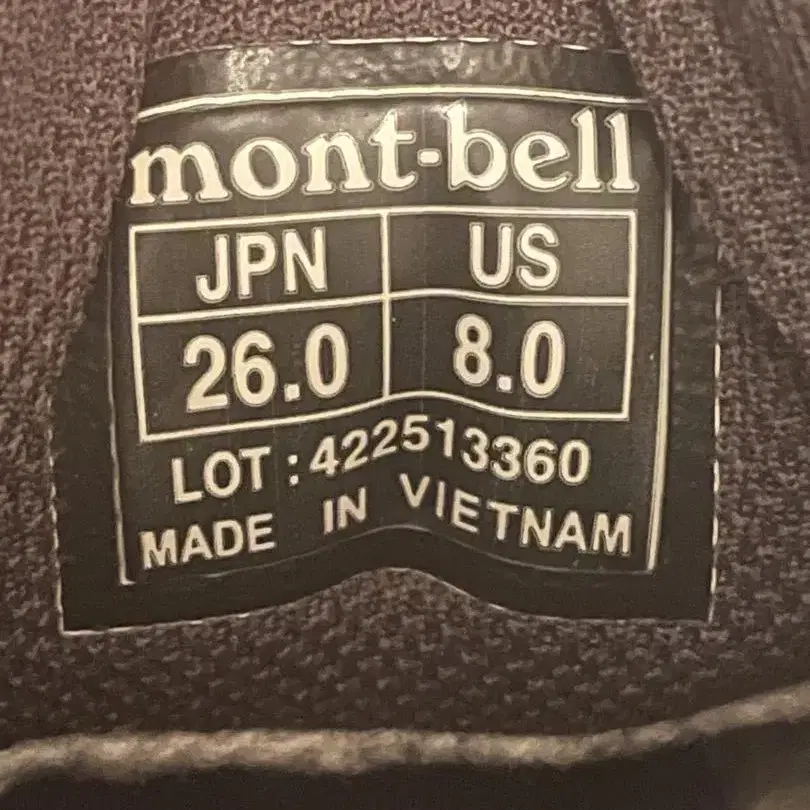 mont-bell
JPN US
26.0 8.0
LOT:422513360
MADE IN VIETNAM